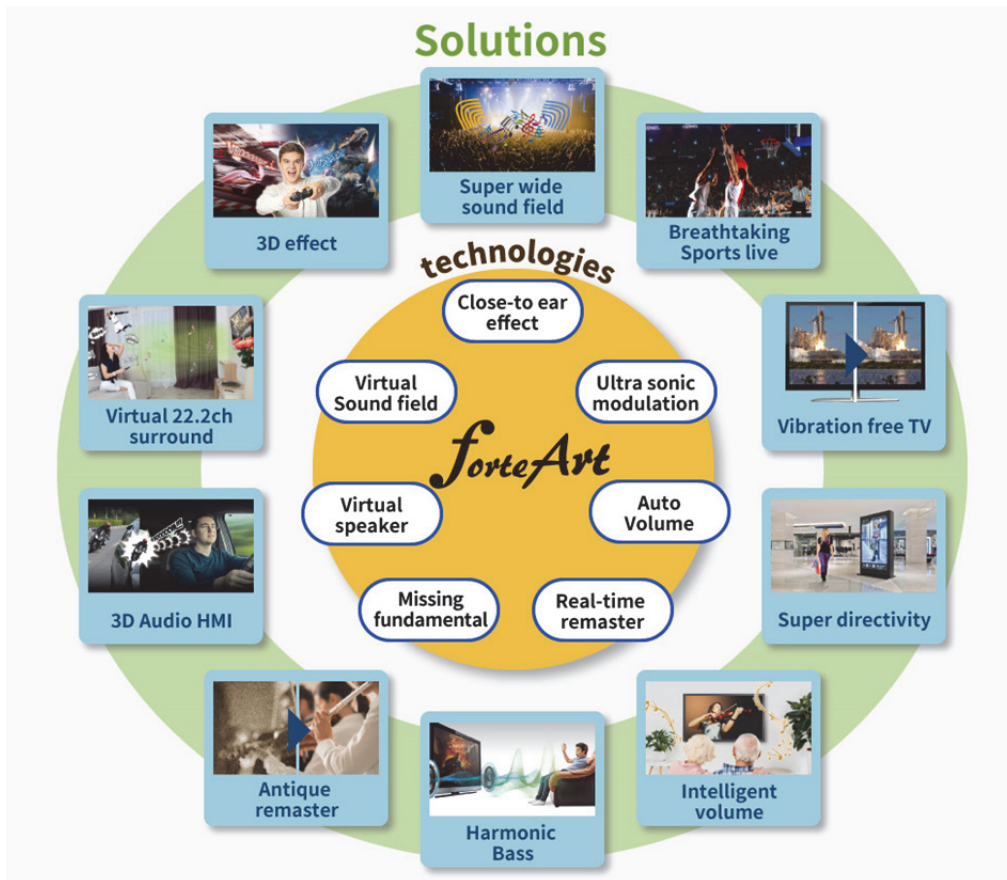 Solutions
Super wide
sound field
3D effect
Breathtaking
Sports live
technologies
Close-to ear
effect
Virtual
Sound field
Ultra sonic
modulation
Virtual 22.2ch
surround
Vibration free TV
forteArt
Virtual
speaker
Auto
Volume
3D Audio HMI
Missing
fundamental
Real-time
remaster
Super directivity
Antique
remaster
Intelligent
volume
Harmonic
Bass